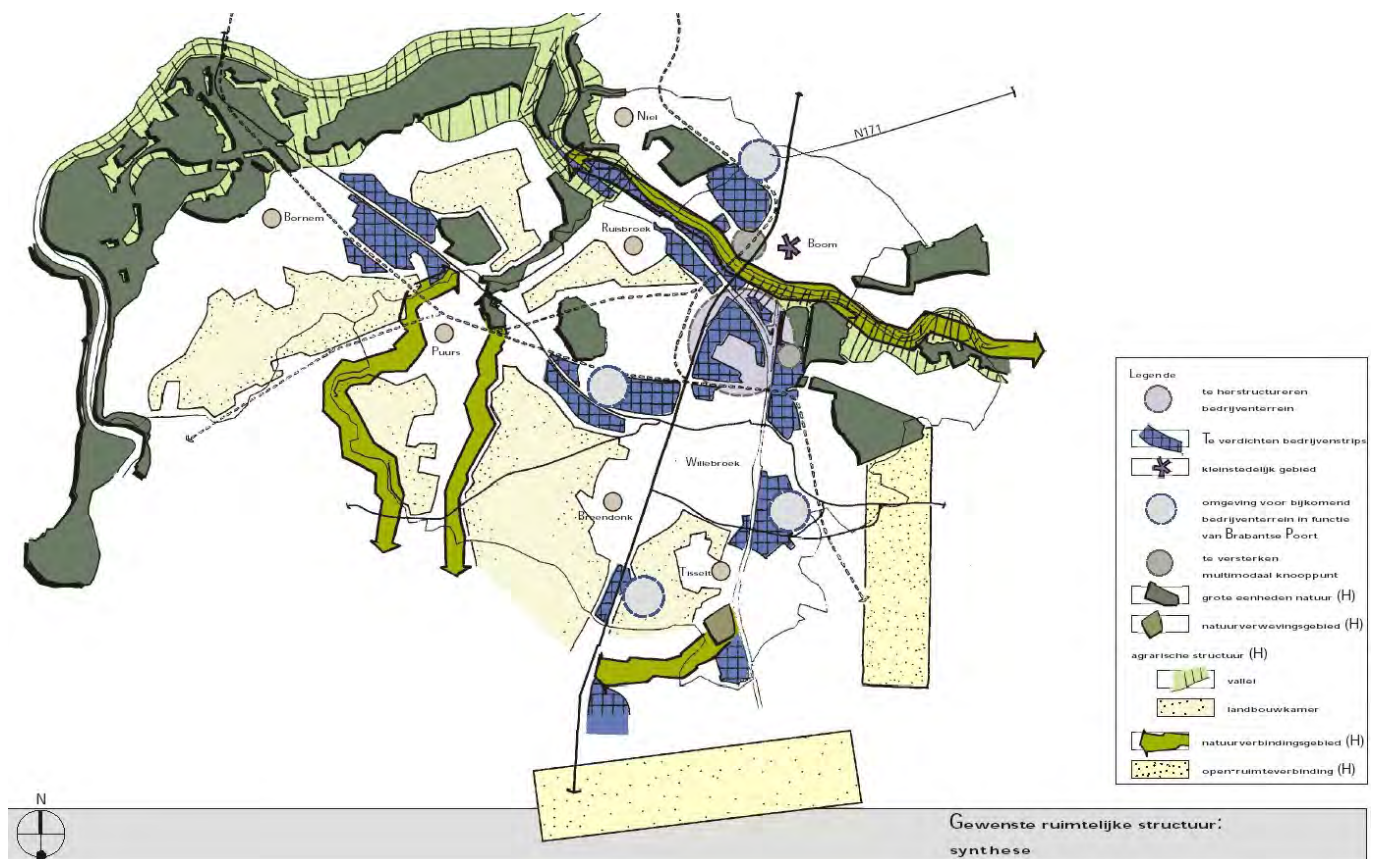 Niel
N171
Bornem
Ruisbroek
Boom
Puurs
Willebroek
Breendonk
Tisselt
Legende
te herstructureren
bedrijventerrein
Te verdichten bedrijvenstrips
kleinstedelijk gebied
omgeving voor bijkomend
bedrijventerrein in functie
van Brabantse Poort
te versterken
multimodaal knooppunt
grote eenheden natuur (H)
natuurverwevingsgebied (H)
agrarische structuur (H)
vallei
landbouwkamer
natuurverbindingsgebied (H)
open-ruimteverbinding (H)
N
Gewenste ruimtelijke structuur:
synthese